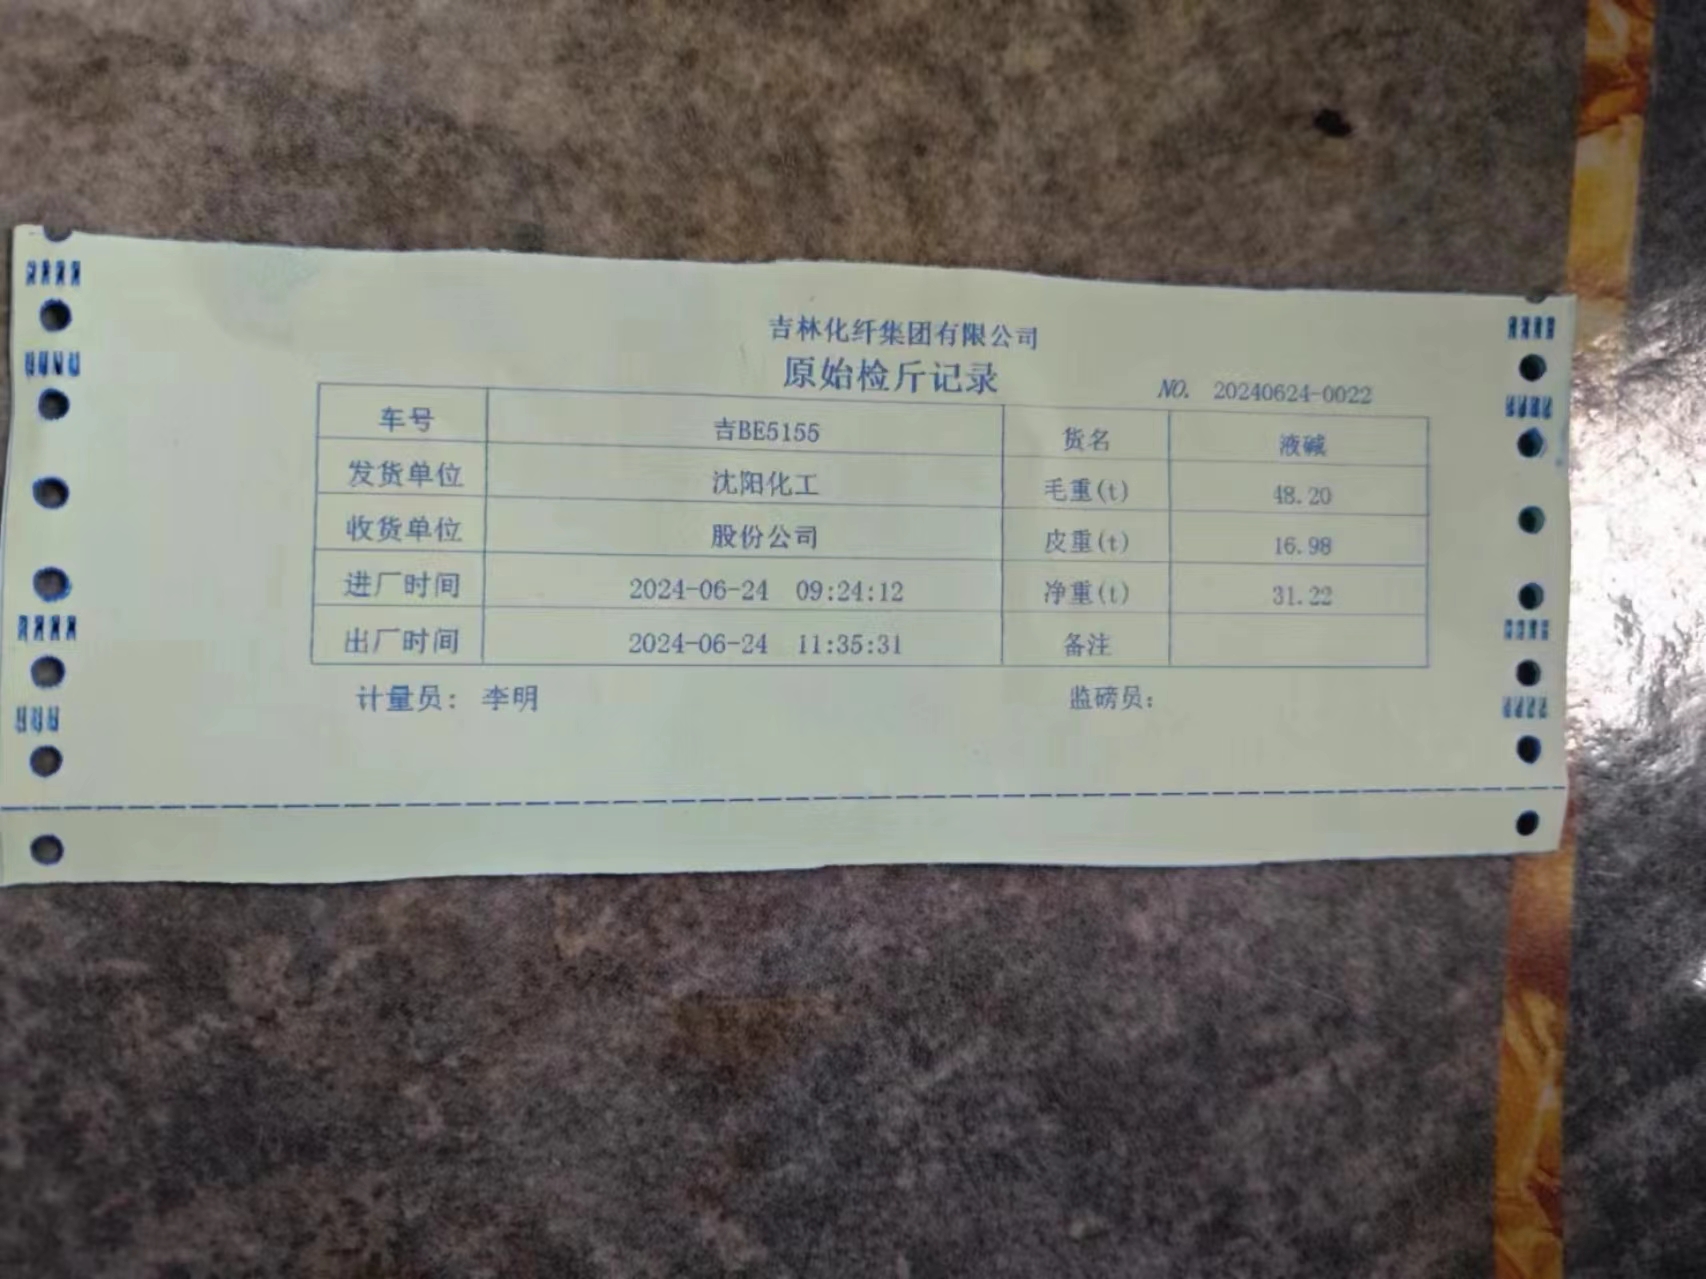 吉林化纤集团有限公司
原始检斤记录
NO. 20240624-0022
车号 吉BE5155 货名 液碱
发货单位 沈阳化工 毛重(t) 48.20
收货单位 股份公司 皮重(t) 16.98
进厂时间 2024-06-24 09:24:12 净重(t) 31.22
出厂时间 2024-06-24 11:35:31 备注
计量员： 李明 监磅员：